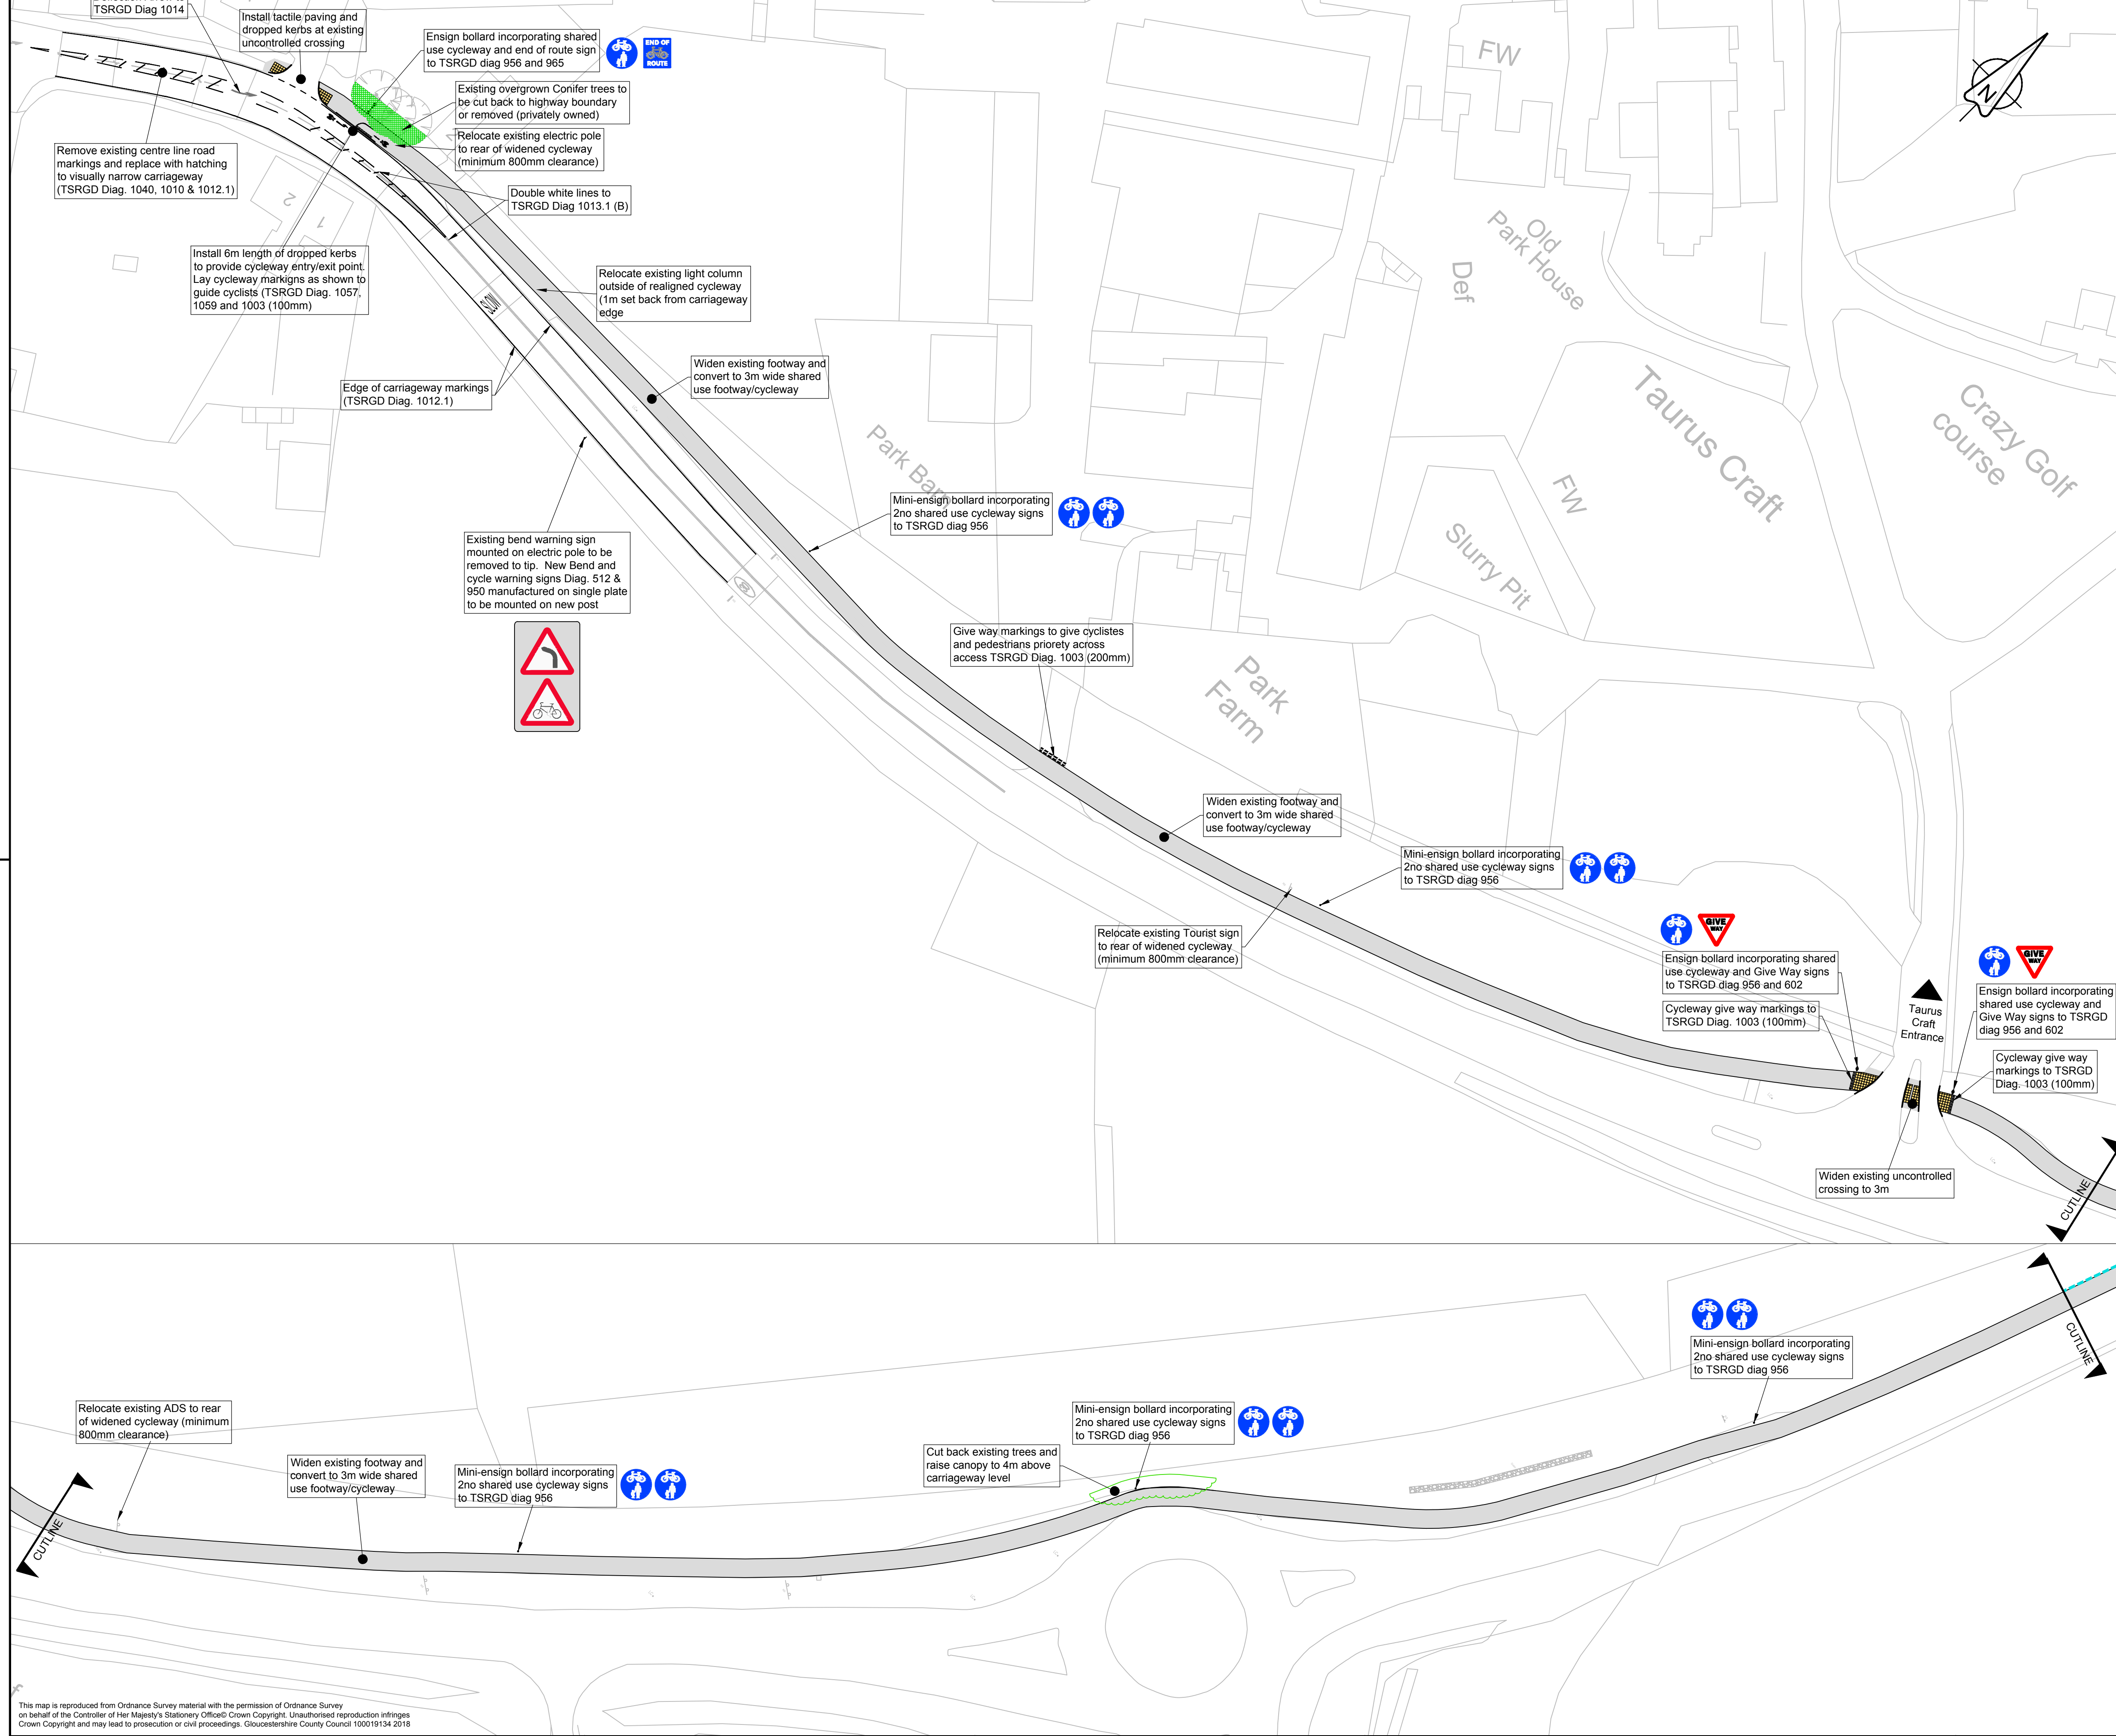 TSRGD Diag 1014
Install tactile paving and
dropped kerbs at existing
uncontrolled crossing
Ensign bollard incorporating shared
use cycleway and end of route sign
to TSRGD diag 956 and 965
END OF
ROUTE
Existing overgrown Conifer trees to
be cut back to highway boundary
or removed (privately owned)
Relocate existing electric pole
to rear of widened cycleway
(minimum 800mm clearance)
Remove existing centre line road
markings and replace with hatching
to visually narrow carriageway
(TSRGD Diag. 1040, 1010 & 1012.1)
Double white lines to
TSRGD Diag 1013.1 (B)
2
1
Install 6m length of dropped kerbs
to provide cycleway entry/exit point.
Lay cycleway markigns as shown to
guide cyclists (TSRGD Diag. 1057,
1059 and 1003 (100mm)
Relocate existing light column
outside of realigned cycleway
(1m set back from carriageway
edge
SLOW
Edge of carriageway markings
(TSRGD Diag. 1012.1)
Widen existing footway and
convert to 3m wide shared
use footway/cycleway
FW
N
Old
Park House
Def
Taurus Craft
Crazy Golf
course
Park Barn
FW
Slurry Pit
Mini-ensign bollard incorporating
2no shared use cycleway signs
to TSRGD diag 956
Existing bend warning sign
mounted on electric pole to be
removed to tip.  New Bend and
cycle warning signs Diag. 512 &
950 manufactured on single plate
to be mounted on new post
Give way markings to give cyclistes
and pedestrians priorety across
access TSRGD Diag. 1003 (200mm)
Park
Farm
Widen existing footway and
convert to 3m wide shared
use footway/cycleway
Mini-ensign bollard incorporating
2no shared use cycleway signs
to TSRGD diag 956
Relocate existing Tourist sign
to rear of widened cycleway
(minimum 800mm clearance)
GIVE
WAY
Ensign bollard incorporating shared
use cycleway and Give Way signs
to TSRGD diag 956 and 602
Cycleway give way markings to
TSRGD Diag. 1003 (100mm)
Taurus
Craft
Entrance
GIVE
WAY
Ensign bollard incorporating
shared use cycleway and
Give Way signs to TSRGD
diag 956 and 602
Cycleway give way
markings to TSRGD
Diag. 1003 (100mm)
Widen existing uncontrolled
crossing to 3m
CUTLINE
CUTLINE
Mini-ensign bollard incorporating
2no shared use cycleway signs
to TSRGD diag 956
Relocate existing ADS to rear
of widened cycleway (minimum
800mm clearance)
Mini-ensign bollard incorporating
2no shared use cycleway signs
to TSRGD diag 956
Cut back existing trees and
raise canopy to 4m above
carriageway level
Widen existing footway and
convert to 3m wide shared
use footway/cycleway
Mini-ensign bollard incorporating
2no shared use cycleway signs
to TSRGD diag 956
CUTLINE
This map is reproduced from Ordnance Survey material with the permission of Ordnance Survey
on behalf of the Controller of Her Majesty's Stationery Office© Crown Copyright. Unauthorised reproduction infringes
Crown Copyright and may lead to prosecution or civil proceedings. Gloucestershire County Council 100019134 2018